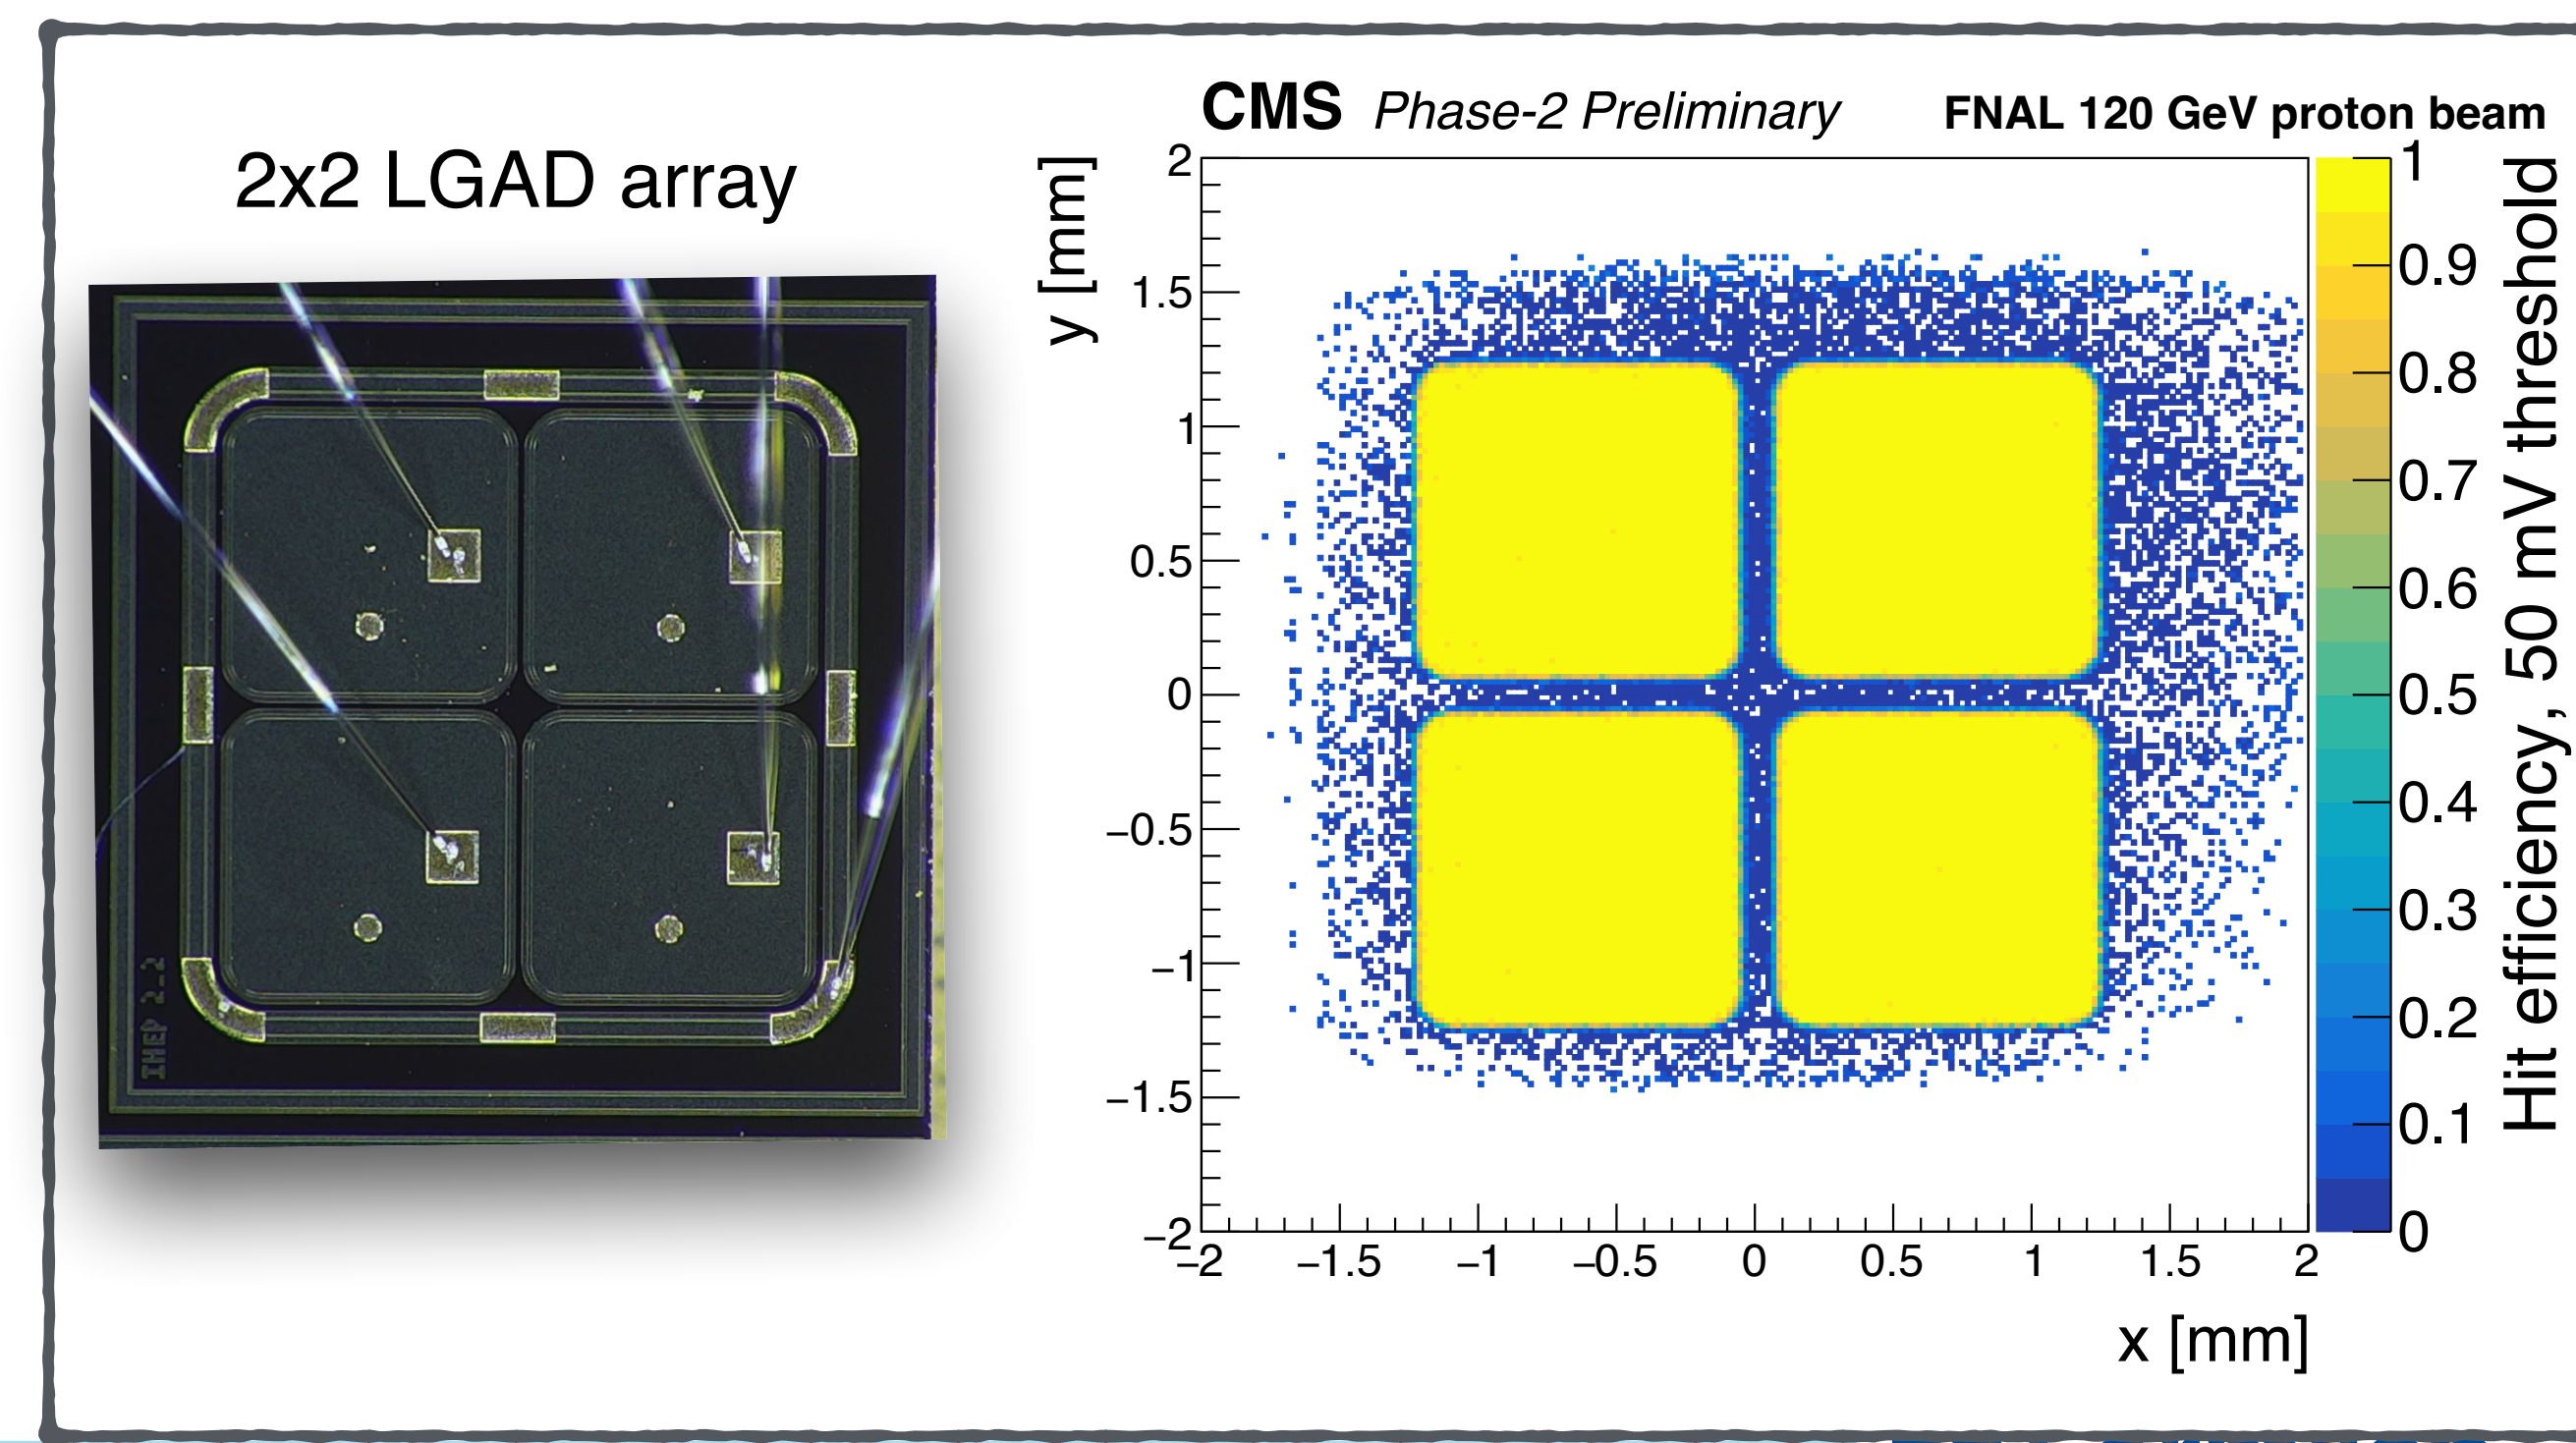 2x2 LGAD array
IHEP 2.2
CMS Phase-2 Preliminary FNAL 120 GeV proton beam
y [mm]
2
1.5
1
0.5
0
−0.5
−1
−1.5
−2
−2 −1.5 −1 −0.5 0 0.5 1 1.5 2
x [mm]
1
0.9
0.8
0.7
0.6
0.5
0.4
0.3
0.2
0.1
0
Hit efficiency, 50 mV threshold